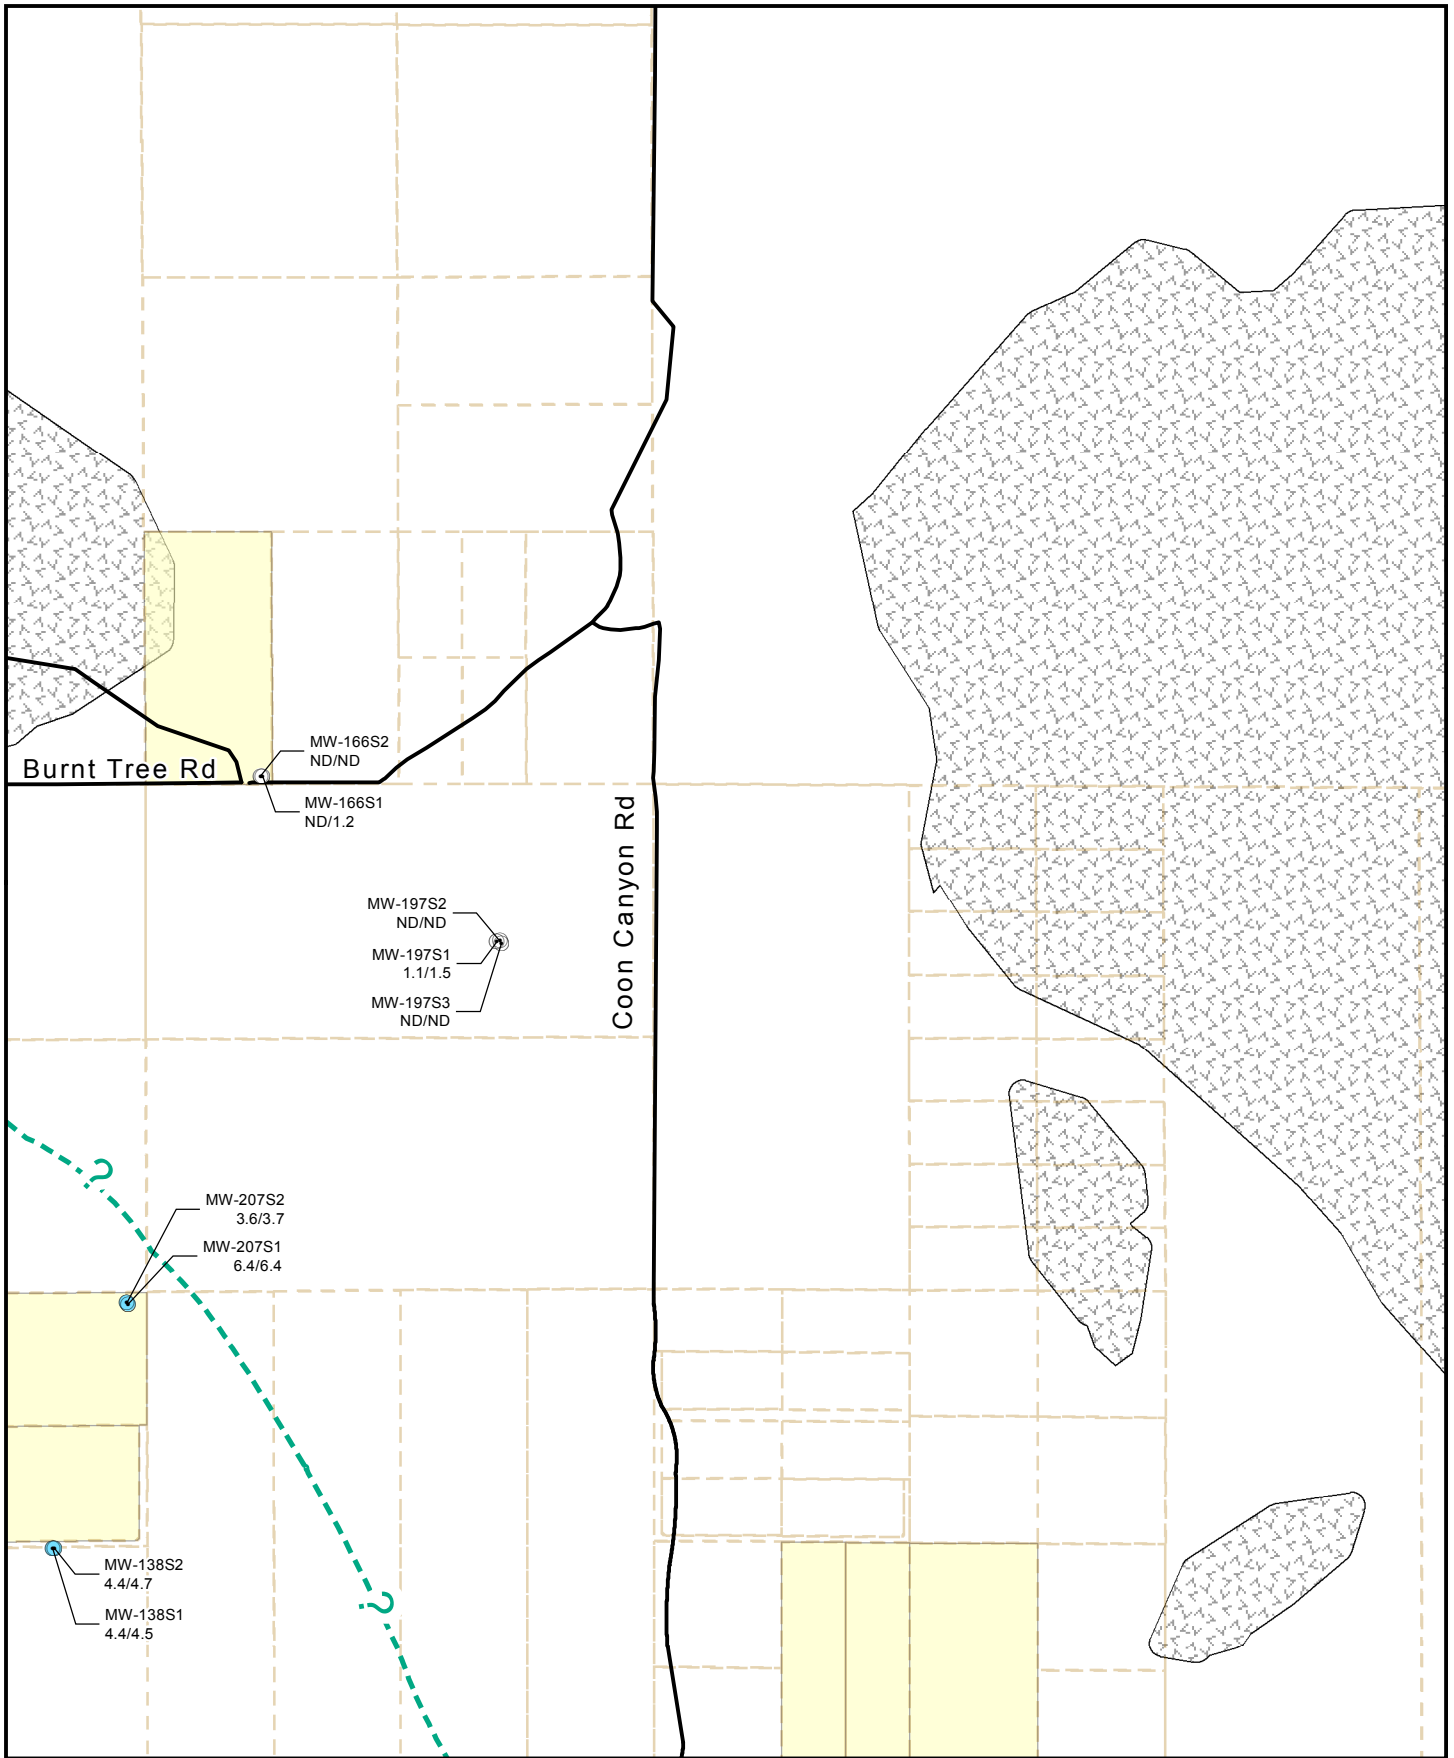 MW-166S2
ND/ND
Burnt Tree Rd
MW-166S1
ND/1.2
Coon Canyon Rd
MW-197S2
ND/ND
MW-197S1
1.1/1.5
MW-197S3
ND/ND
?
MW-207S2
3.6/3.7
MW-207S1
6.4/6.4
MW-138S2
4.4/4.7
?
MW-138S1
4.4/4.5